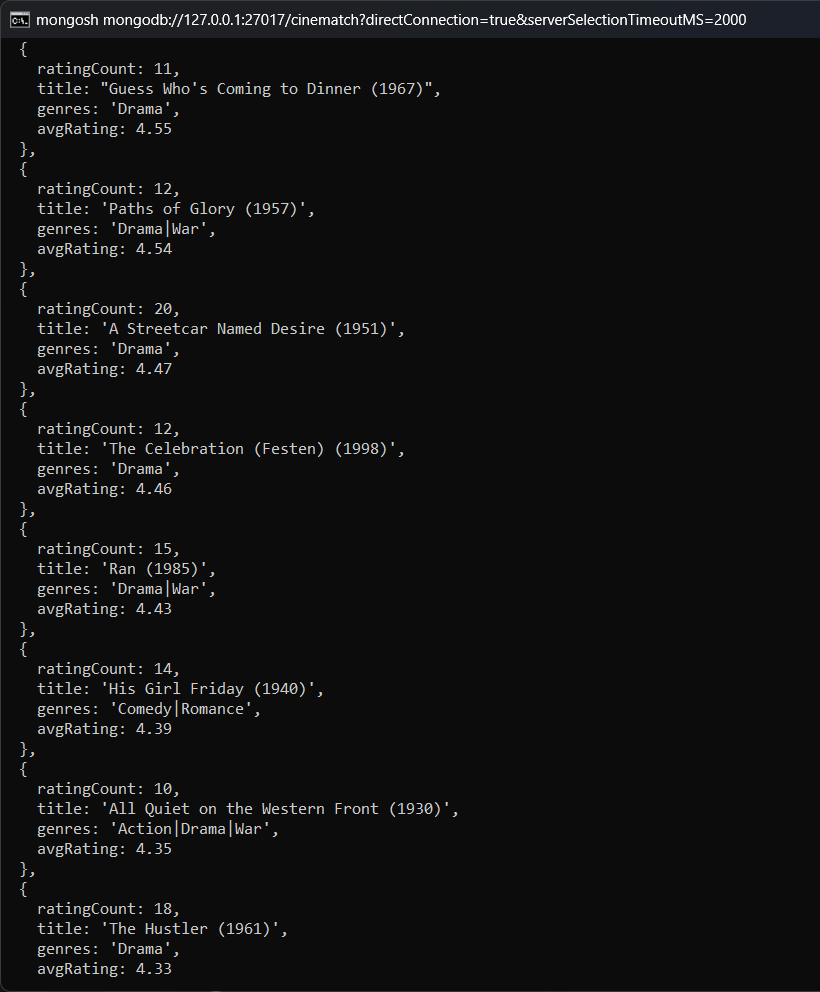 mongosh mongodb://127.0.0.1:27017/cinematch?directConnection=true&serverSelectionTimeoutMS=2000
{
ratingCount: 11,
title: "Guess Who's Coming to Dinner (1967)",
genres: 'Drama',
avgRating: 4.55
},
{
ratingCount: 12,
title: 'Paths of Glory (1957)',
genres: 'Drama|War',
avgRating: 4.54
},
{
ratingCount: 20,
title: 'A Streetcar Named Desire (1951)',
genres: 'Drama',
avgRating: 4.47
},
{
ratingCount: 12,
title: 'The Celebration (Festen) (1998)',
genres: 'Drama',
avgRating: 4.46
},
{
ratingCount: 15,
title: 'Ran (1985)',
genres: 'Drama|War',
avgRating: 4.43
},
{
ratingCount: 14,
title: 'His Girl Friday (1940)',
genres: 'Comedy|Romance',
avgRating: 4.39
},
{
ratingCount: 10,
title: 'All Quiet on the Western Front (1930)',
genres: 'Action|Drama|War',
avgRating: 4.35
},
{
ratingCount: 18,
title: 'The Hustler (1961)',
genres: 'Drama',
avgRating: 4.33